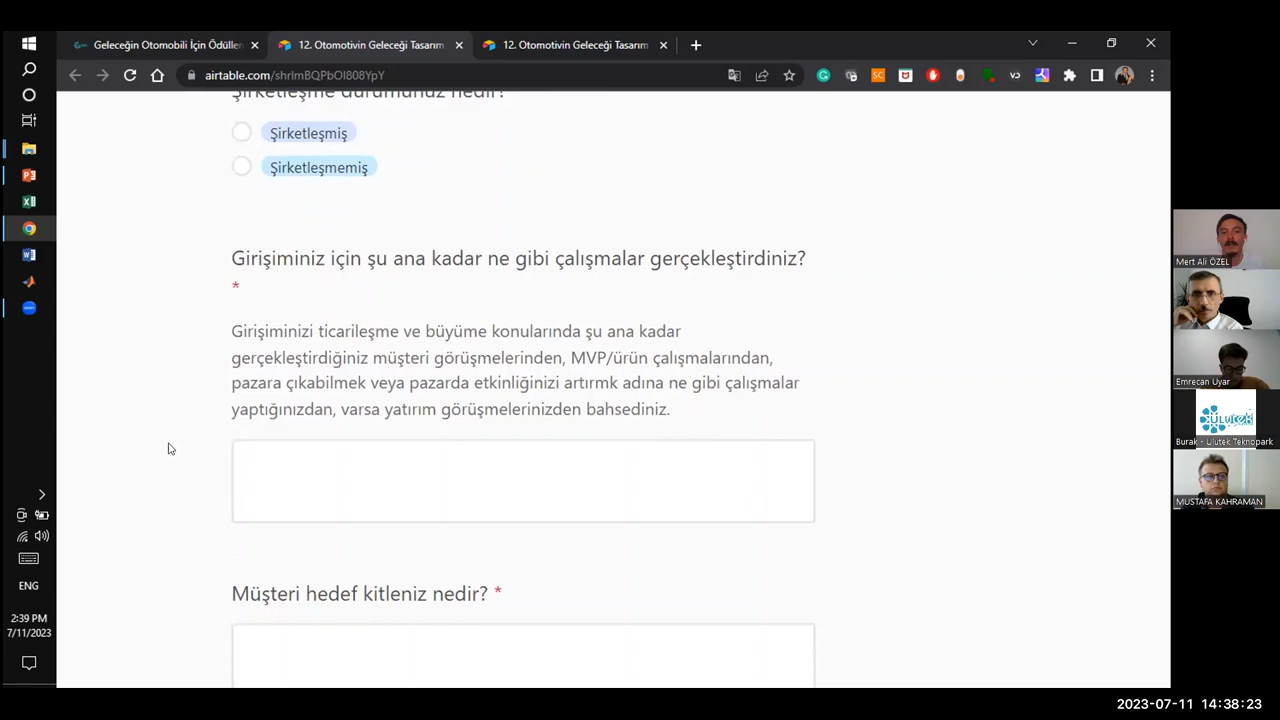 Geleceğin Otomobili İçin Ödüller
12. Otomotivin Geleceği Tasarım
12. Otomotivin Geleceği Tasarım
airtable.com/shrlmBQPbOl808YpY
Şirketleşme durumunuz nedir?
Şirketleşmiş
Şirketleşmemiş
Girişiminiz için şu ana kadar ne gibi çalışmalar gerçekleştirdiniz?
*
Girişiminizi ticarileşme ve büyüme konularında şu ana kadar
gerçekleştirdiğiniz müşteri görüşmelerinden, MVP/ürün çalışmalarından,
pazara çıkabilmek veya pazarda etkinliğinizi artırmk adına ne gibi çalışmalar
yaptığınızdan, varsa yatırım görüşmelerinizden bahsediniz.
Müşteri hedef kitleniz nedir? *
ENG
2:39 PM
7/11/2023
Mert Ali ÖZEL
Emrecan Uyar
ULUTEK
Burak - Ulutek Teknopark
MUSTAFA KAHRAMAN
2023-07-11 14:38:23